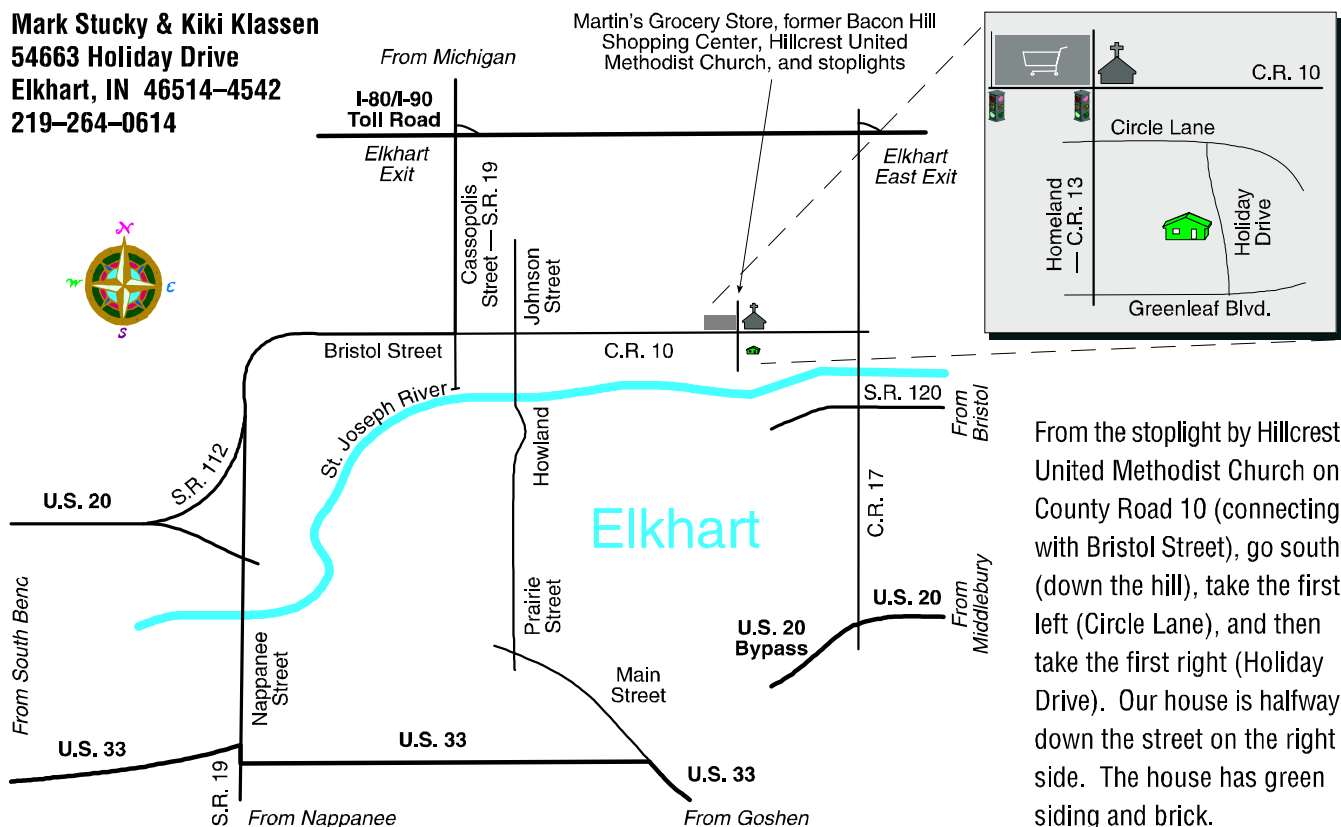 Mark Stucky & Kiki Klassen
54663 Holiday Drive
Elkhart, IN  46514–4542
219–264–0614
From Michigan
Martin's Grocery Store, former Bacon Hill
Shopping Center, Hillcrest United
Methodist Church, and stoplights
I-80/I-90
Toll Road
Elkhart
Exit
Elkhart
East Exit
Cassopolis
Street — S.R. 19
Johnson
Street
N
W
E
S
Bristol Street
C.R. 10
St. Joseph River
S.R. 120
From
Bristol
S.R. 112
U.S. 20
Howland
Elkhart
C.R. 17
From South Bend
Nappanee
Street
Prairie
Street
U.S. 20
Bypass
U.S. 20
From
Middlebury
Main
Street
U.S. 33
U.S. 33
U.S. 33
S.R. 19
From Nappanee
From Goshen
C.R. 10
Circle Lane
Homeland
— C.R. 13
Holiday
Drive
Greenleaf Blvd.
From the stoplight by Hillcrest
United Methodist Church on
County Road 10 (connecting
with Bristol Street), go south
(down the hill), take the first
left (Circle Lane), and then
take the first right (Holiday
Drive).  Our house is halfway
down the street on the right
side.  The house has green
siding and brick.